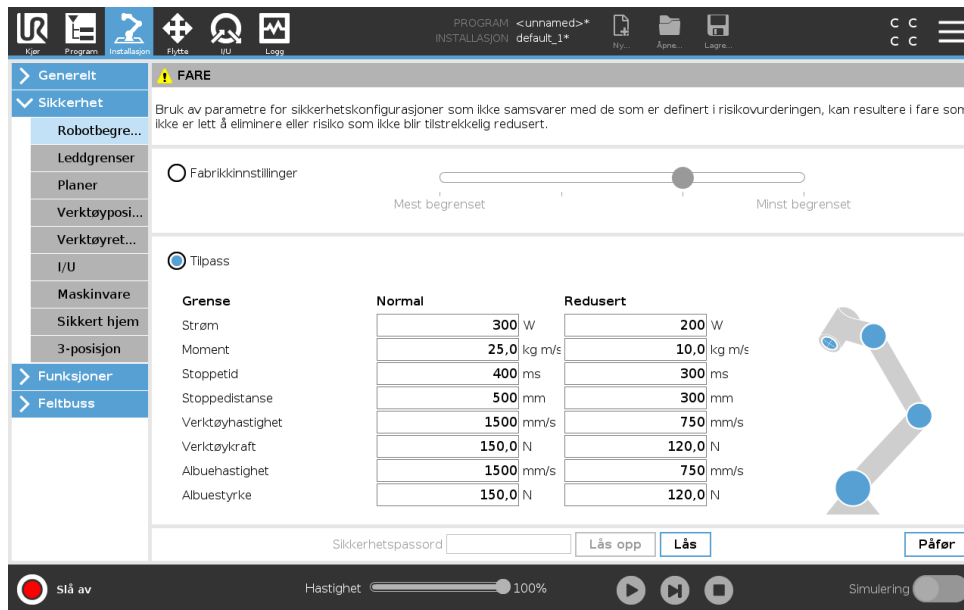 PROGRAM <unnamed>*
INSTALLASJON default_1*
UR
Kjør Program Installasjon Flytte I/U Logg Ny... Åpne... Lagre...
C C
C C
Generelt
Sikkerhet
Robotbegre...
Leddgrenser
Planer
Verktøyposi...
Verktøyret...
I/U
Maskinvare
Sikkert hjem
3-posisjon
Funksjoner
Feltbuss
FARE
Bruk av parametre for sikkerhetskonfigurasjoner som ikke samsvarer med de som er definert i risikovurderingen, kan resultere i fare som
ikke er lett å eliminere eller risiko som ikke blir tilstrekkelig redusert.
Fabrikkinnstillinger
Mest begrenset Minst begrenset
Tilpass
Grense Normal Redusert
Strøm 300 W 200 W
Moment 25,0 kg m/s 10,0 kg m/s
Stoppetid 400 ms 300 ms
Stoppedistanse 500 mm 300 mm
Verktøyhastighet 1500 mm/s 750 mm/s
Verktøykraft 150,0 N 120,0 N
Albuehastighet 1500 mm/s 750 mm/s
Albuestyrke 150,0 N 120,0 N
Sikkerhetspassord Lås opp Lås Påfør
Slå av Hastighet 100% Simulering